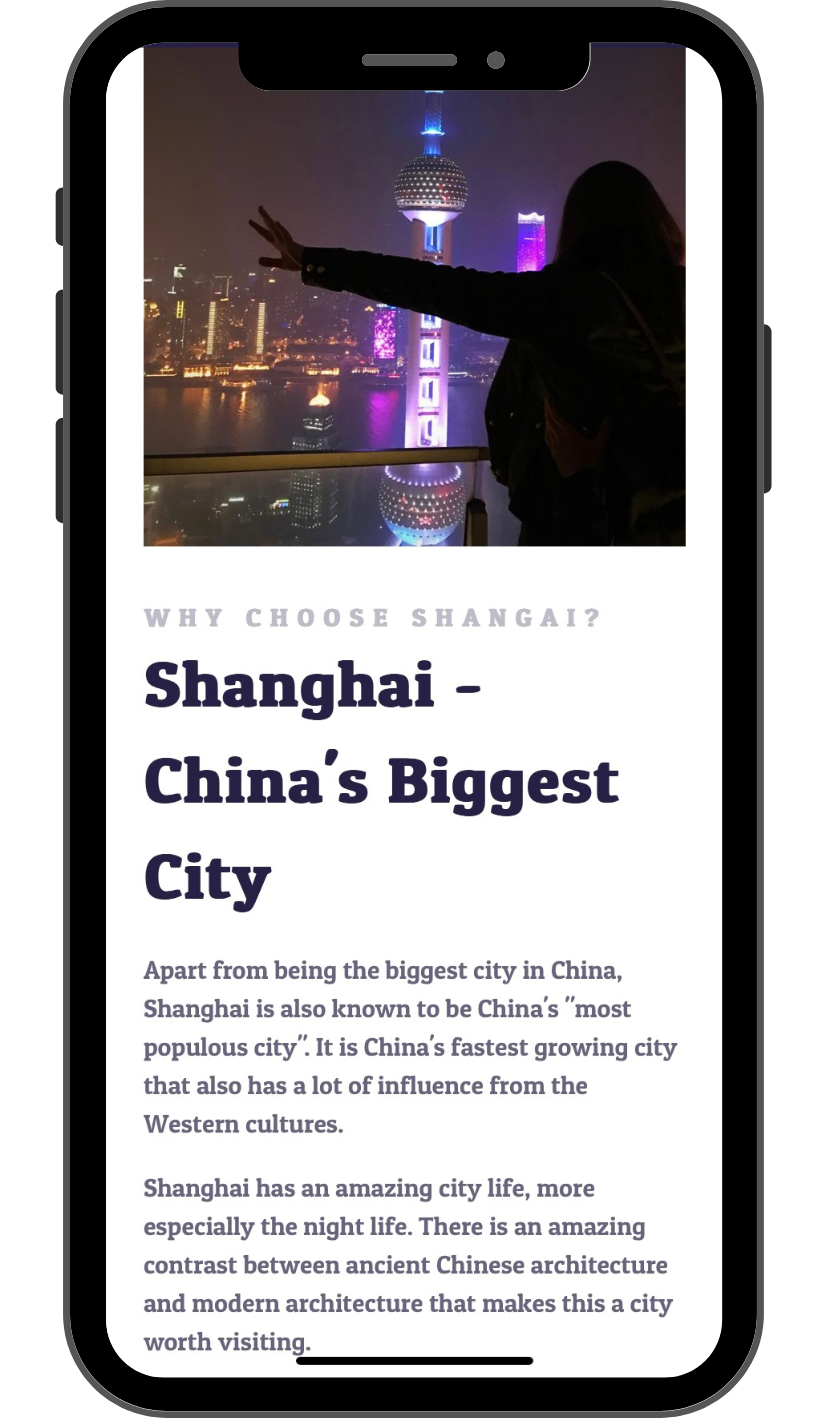 WHY CHOOSE SHANGAI?
Shanghai -
China's Biggest
City
Apart from being the biggest city in China,
Shanghai is also known to be China's "most
populous city". It is China's fastest growing city
that also has a lot of influence from the
Western cultures.
Shanghai has an amazing city life, more
especially the night life. There is an amazing
contrast between ancient Chinese architecture
and modern architecture that makes this a city
worth visiting.